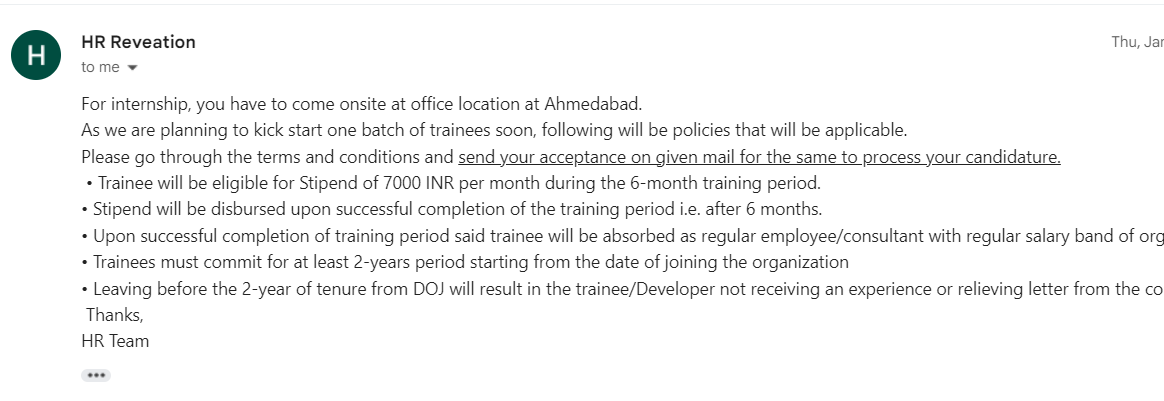 H
HR Reveation
Thu, Jan
to me
For internship, you have to come onsite at office location at Ahmedabad.
As we are planning to kick start one batch of trainees soon, following will be policies that will be applicable.
Please go through the terms and conditions and send your acceptance on given mail for the same to process your candidature.
• Trainee will be eligible for Stipend of 7000 INR per month during the 6-month training period.
• Stipend will be disbursed upon successful completion of the training period i.e. after 6 months.
• Upon successful completion of training period said trainee will be absorbed as regular employee/consultant with regular salary band of org
• Trainees must commit for at least 2-years period starting from the date of joining the organization
• Leaving before the 2-year of tenure from DOJ will result in the trainee/Developer not receiving an experience or relieving letter from the co
Thanks,
HR Team